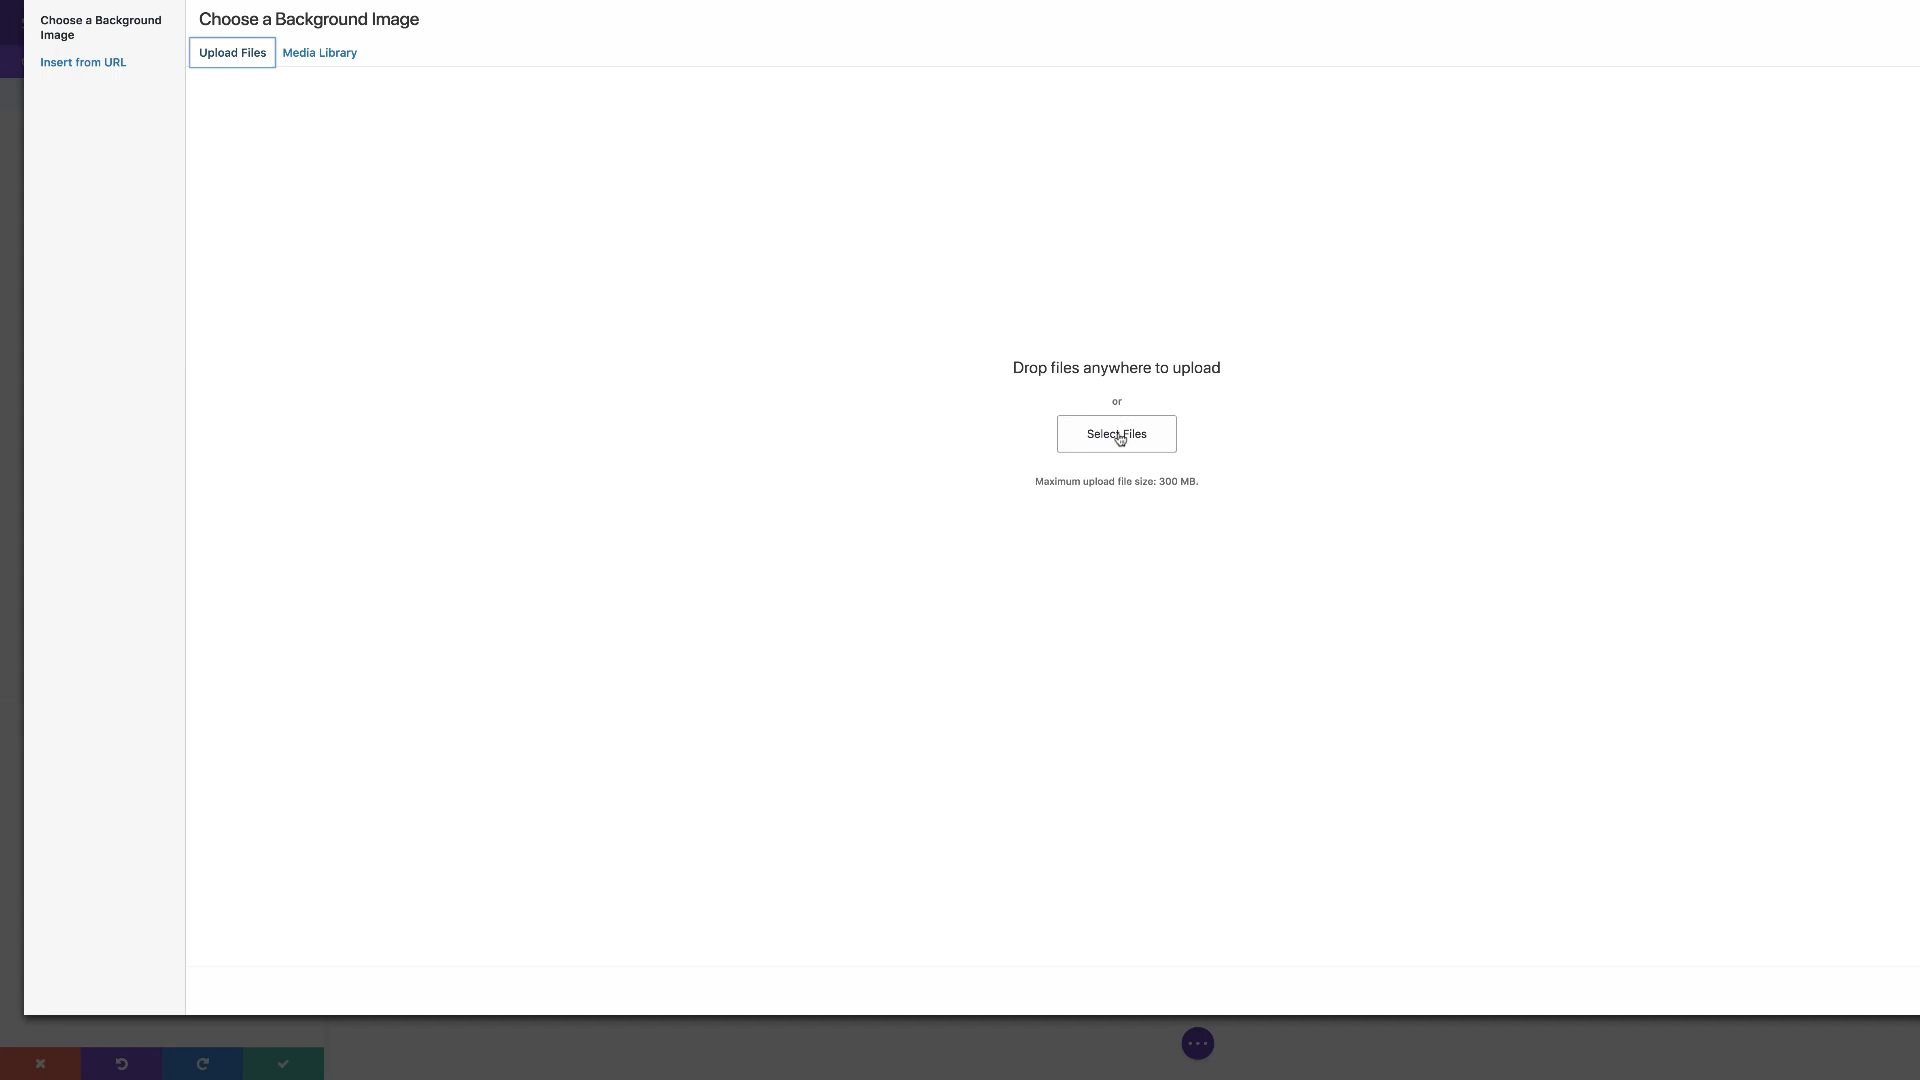 Choose a Background
Image
Insert from URL
Choose a Background Image
Upload Files
Media Library
Drop files anywhere to upload
or
Select Files
Maximum upload file size: 300 MB.